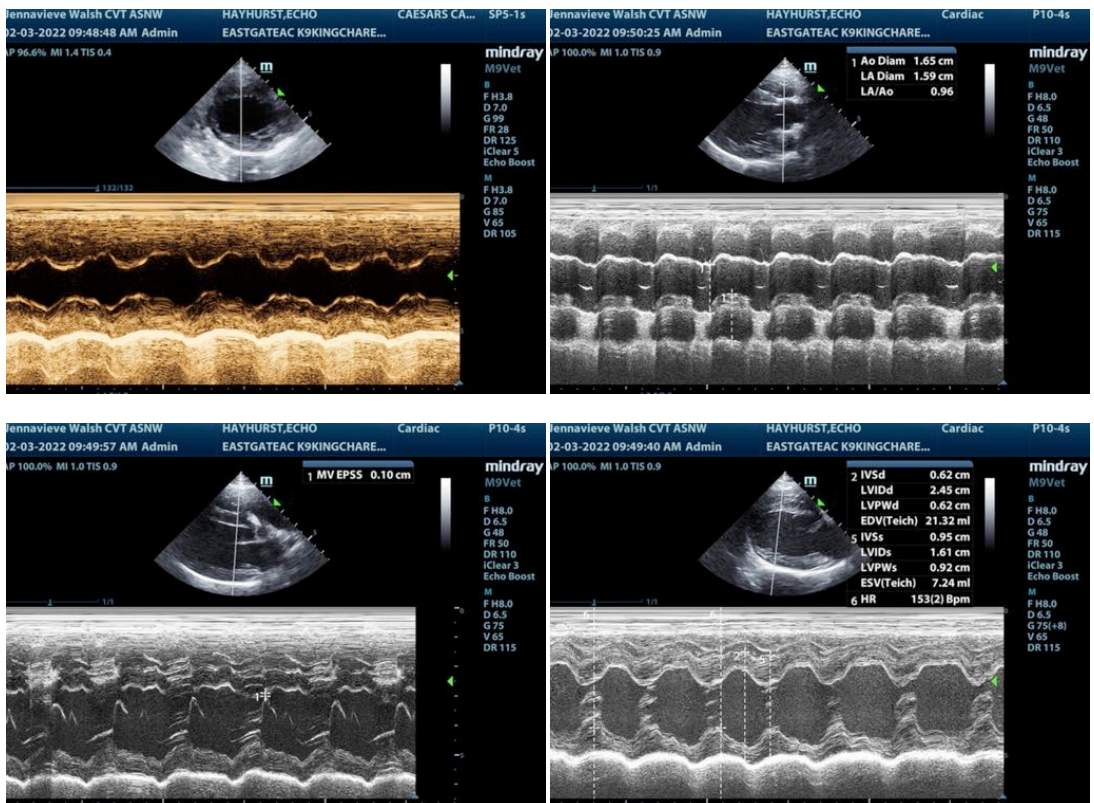 Jennavieve Walsh CVT ASNW HAYHURST,ECHO CAESARS CA... SP5-1s
02-03-2022 09:48:48 AM Admin EASTGATEAC K9KINGCHARE...
AP 96.6% MI 1.4 TIS 0.4
mindray
M9Vet
B
F H3.8
D 7.0
G 99
FR 28
DR 125
iClear 5
Echo Boost
M
F H3.8
D 7.0
G 85
V 65
DR 105
m
5
132/132
Jennavieve Walsh CVT ASNW HAYHURST,ECHO Cardiac P10-4s
02-03-2022 09:50:25 AM Admin EASTGATEAC K9KINGCHARE...
AP 100.0% MI 1.0 TIS 0.9
1 Ao Diam 1.65 cm
LA Diam 1.59 cm
LA/Ao 0.96
mindray
M9Vet
B
F H8.0
D 6.5
G 48
FR 50
DR 110
iClear 3
Echo Boost
M
F H8.0
D 6.5
G 75
V 65
DR 115
m
1/1
1
1
Jennavieve Walsh CVT ASNW HAYHURST,ECHO Cardiac P10-4s
02-03-2022 09:49:57 AM Admin EASTGATEAC K9KINGCHARE...
AP 100.0% MI 1.0 TIS 0.9
1 MV EPSS 0.10 cm
mindray
M9Vet
B
F H8.0
D 6.5
G 48
FR 50
DR 110
iClear 3
Echo Boost
M
F H8.0
D 6.5
G 75
V 65
DR 115
m
1/1
1
5
Jennavieve Walsh CVT ASNW HAYHURST,ECHO Cardiac P10-4s
02-03-2022 09:49:40 AM Admin EASTGATEAC K9KINGCHARE...
AP 100.0% MI 1.0 TIS 0.9
2 IVSd 0.62 cm
LVIDd 2.45 cm
LVPWd 0.62 cm
EDV(Teich) 21.32 ml
5 IVSs 0.95 cm
LVIDs 1.61 cm
LVPWs 0.92 cm
ESV(Teich) 7.24 ml
6 HR 153(2) Bpm
mindray
M9Vet
B
F H8.0
D 6.5
G 48
FR 50
DR 110
iClear 3
Echo Boost
M
F H8.0
D 6.5
G 75(+8)
V 65
DR 115
m
1/1
6
6
2
5